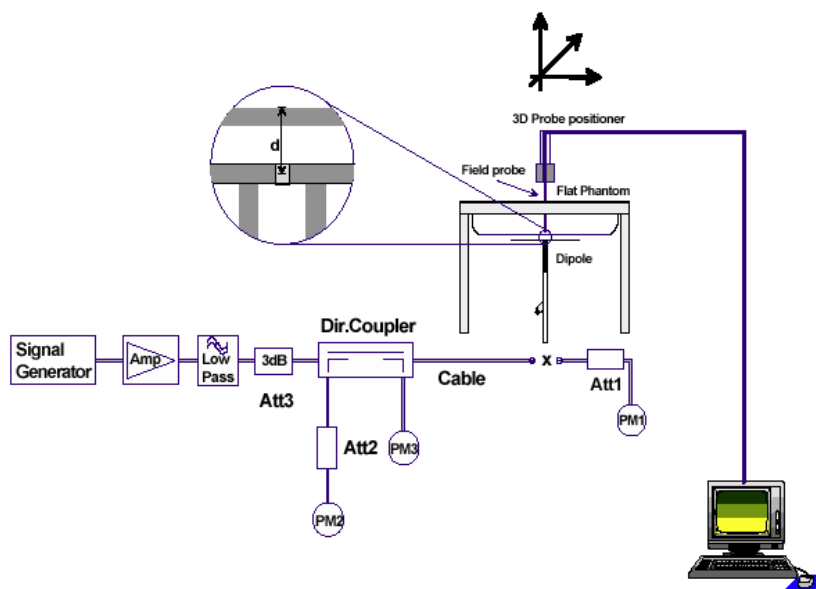 3D Probe positioner
d
Field probe
Flat Phantom
Dipole
Dir.Coupler
Signal
Generator
Amp
Low
Pass
3dB
Cable
x
Att1
Att3
PM1
Att2
PM3
PM2